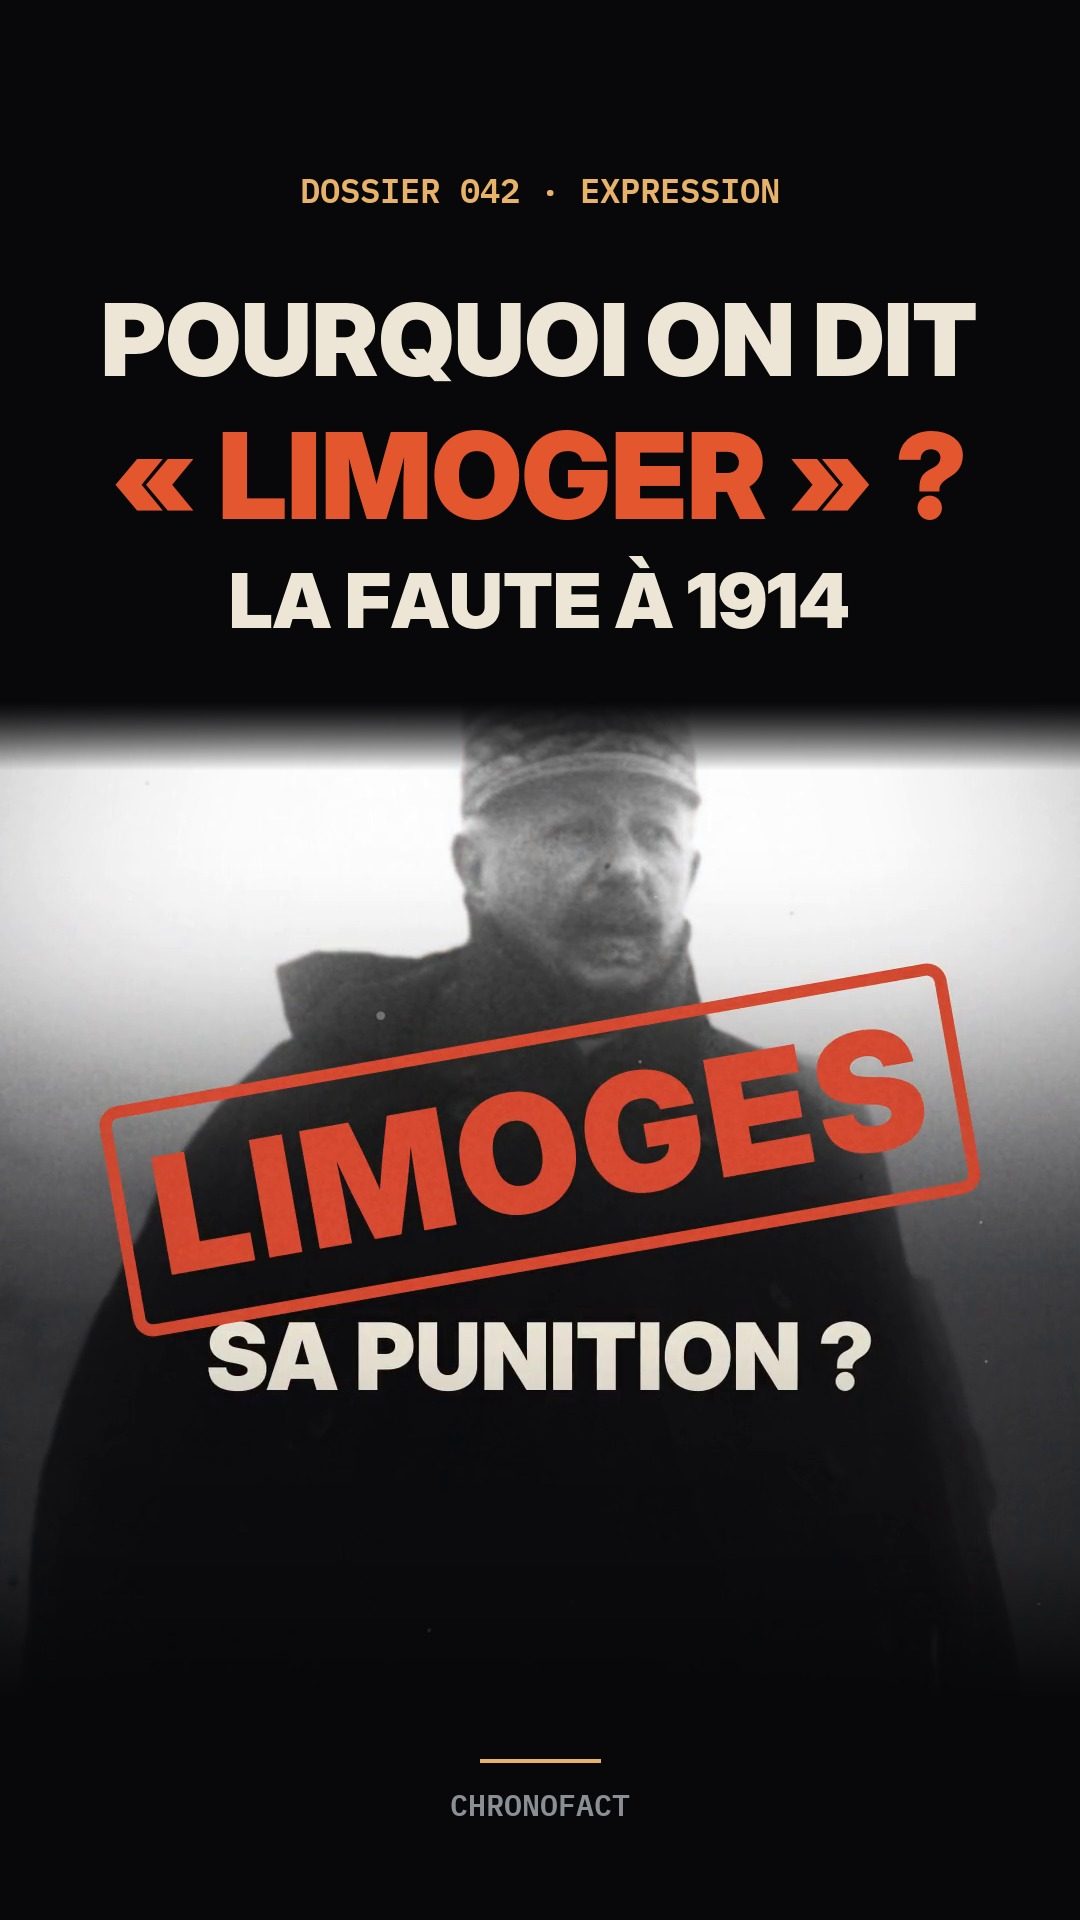 DOSSIER 042 · EXPRESSION
POURQUOI ON DIT
« LIMOGER » ?
LA FAUTE À 1914
LIMOGES
SA PUNITION ?
CHRONOFACT